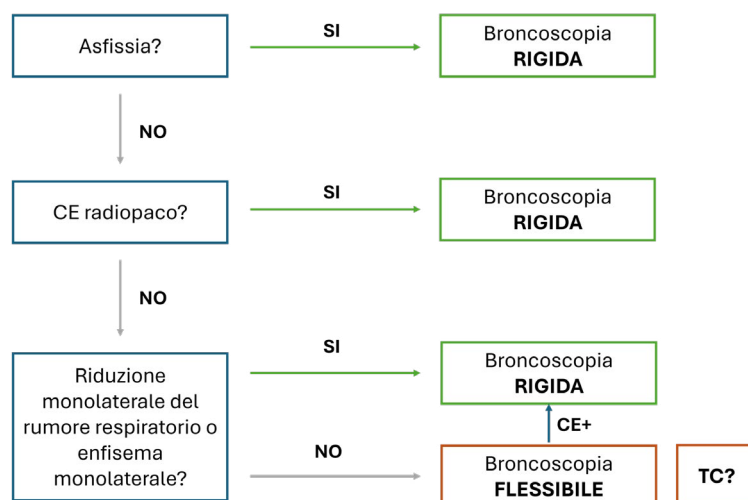 Asfissia?
SI
Broncoscopia
RIGIDA
NO
CE radiopaco?
SI
Broncoscopia
RIGIDA
NO
Riduzione
monolaterale del
rumore respiratorio o
enfisema
monolaterale?
SI
Broncoscopia
RIGIDA
CE+
NO
Broncoscopia
FLESSIBILE
TC?